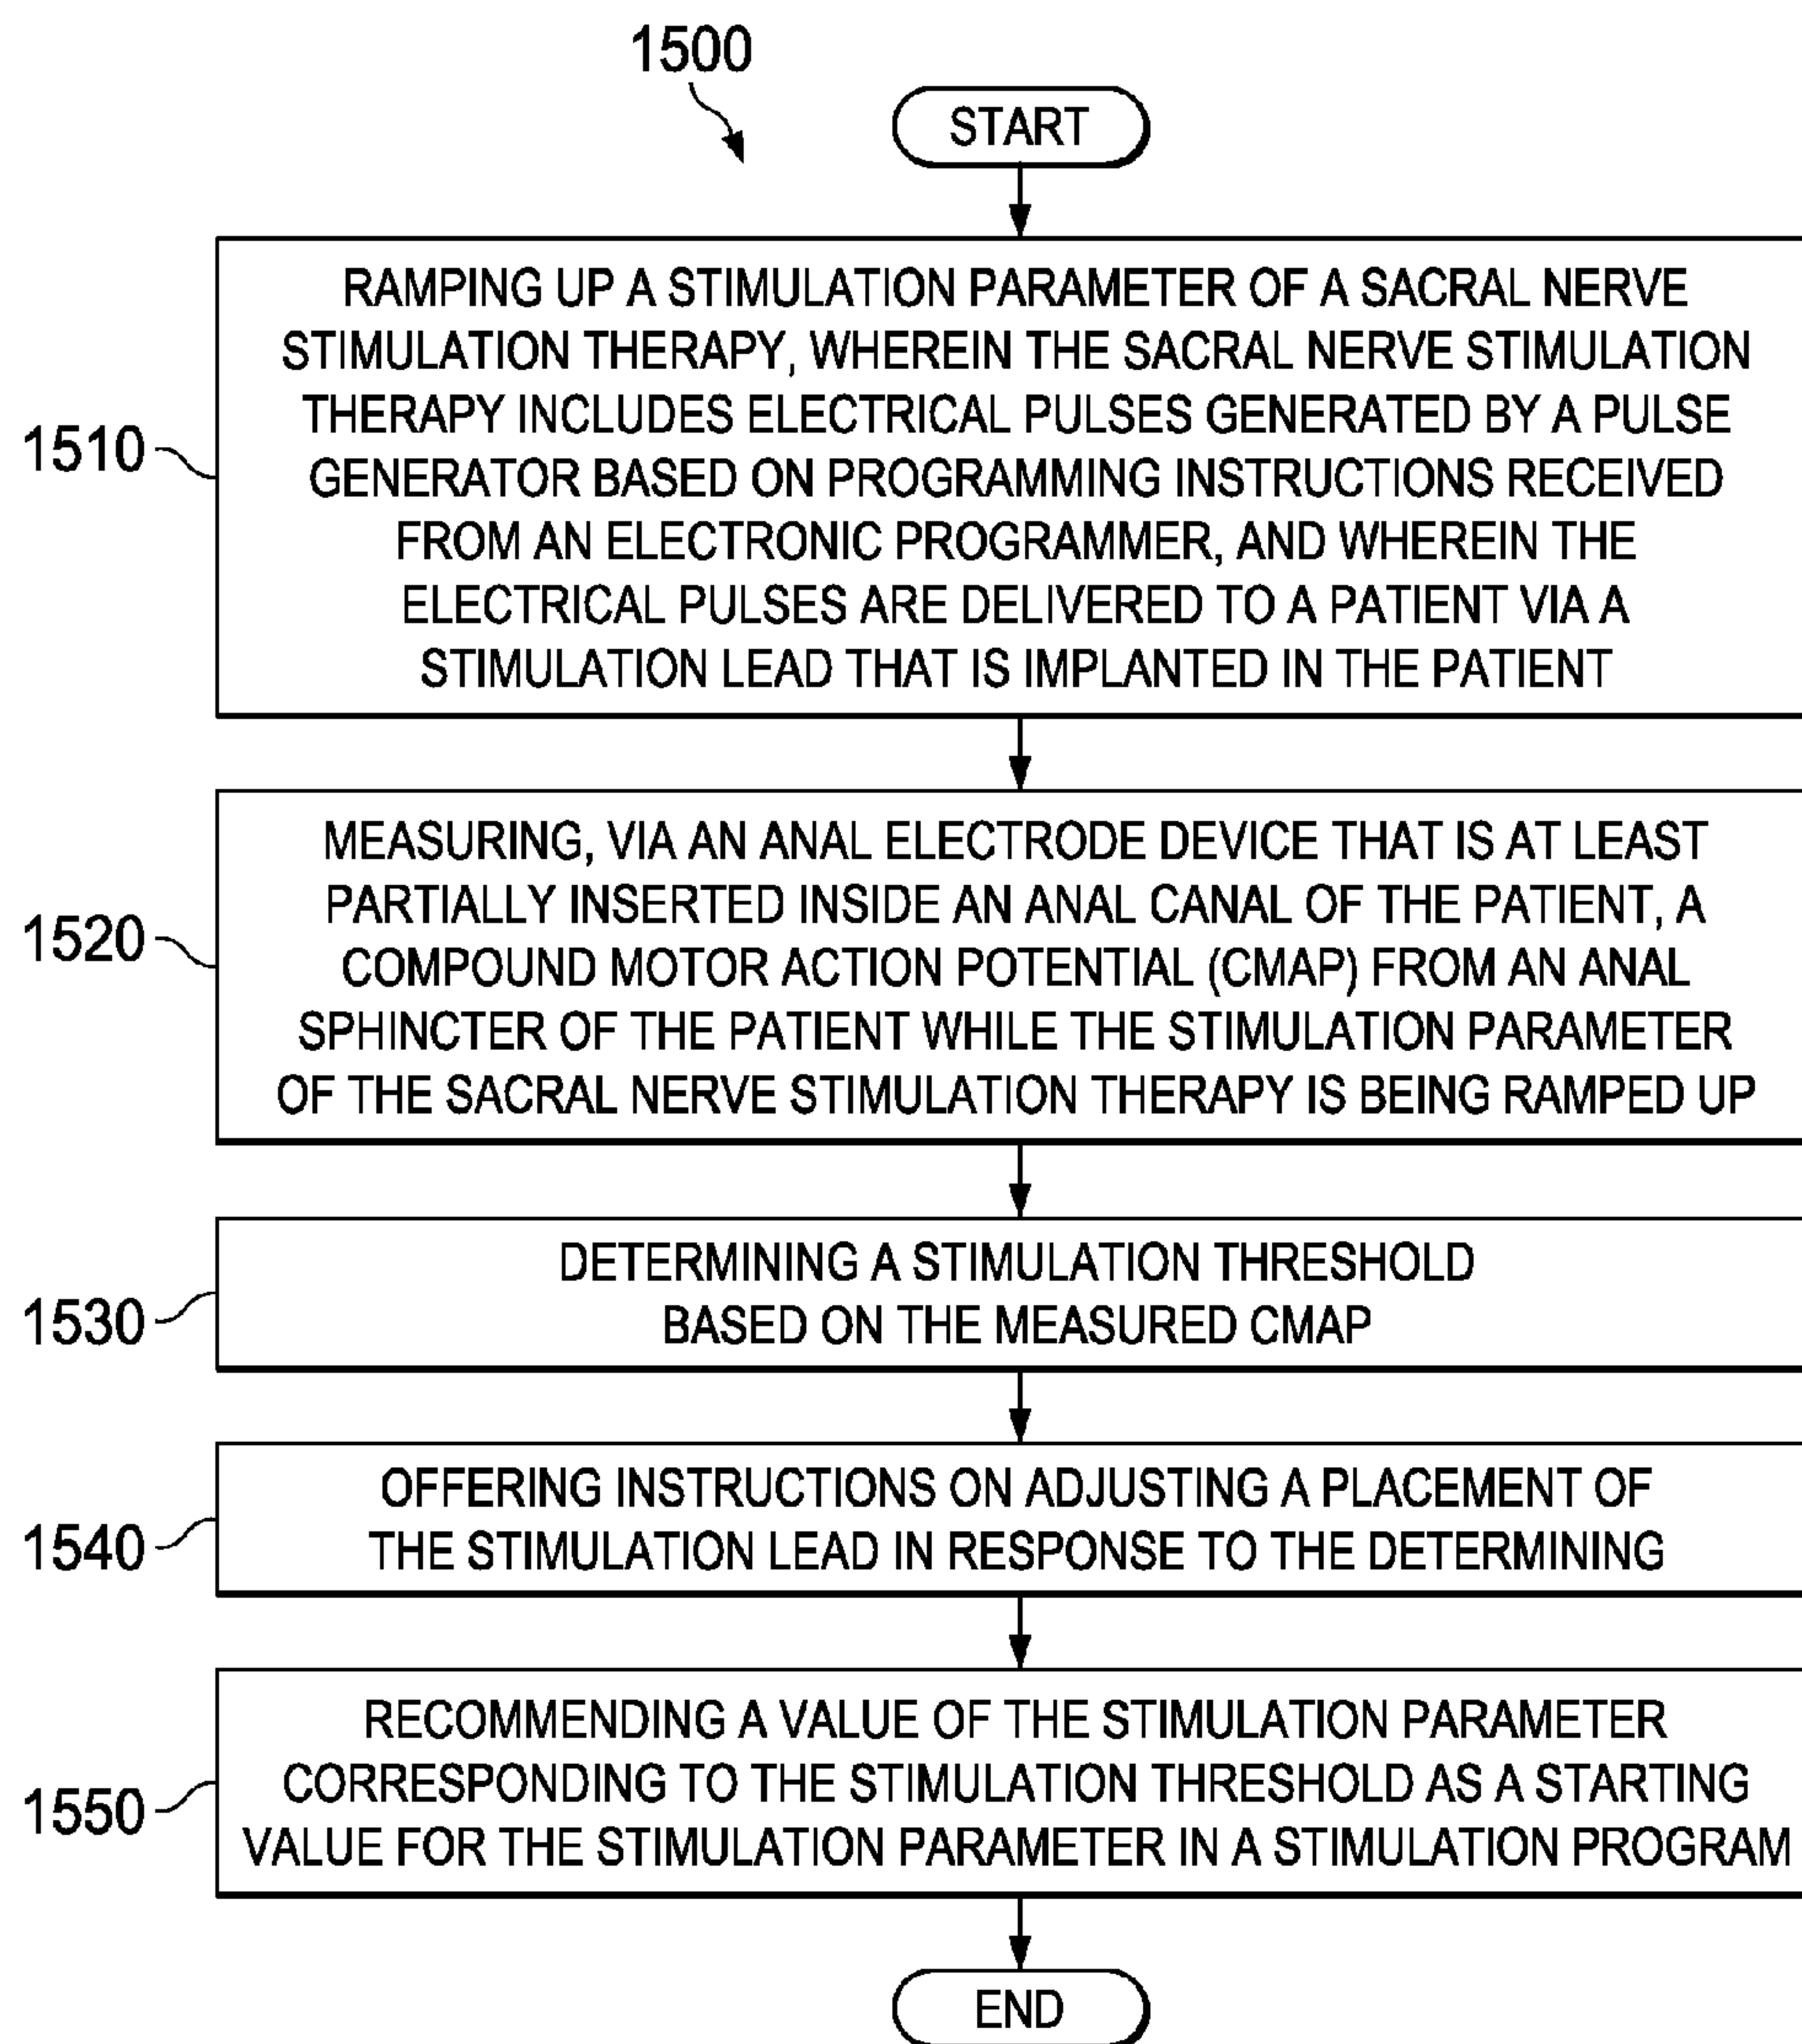 1500
START
1510
RAMPING UP A STIMULATION PARAMETER OF A SACRAL NERVE
STIMULATION THERAPY, WHEREIN THE SACRAL NERVE STIMULATION
THERAPY INCLUDES ELECTRICAL PULSES GENERATED BY A PULSE
GENERATOR BASED ON PROGRAMMING INSTRUCTIONS RECEIVED
FROM AN ELECTRONIC PROGRAMMER, AND WHEREIN THE
ELECTRICAL PULSES ARE DELIVERED TO A PATIENT VIA A
STIMULATION LEAD THAT IS IMPLANTED IN THE PATIENT
1520
MEASURING, VIA AN ANAL ELECTRODE DEVICE THAT IS AT LEAST
PARTIALLY INSERTED INSIDE AN ANAL CANAL OF THE PATIENT, A
COMPOUND MOTOR ACTION POTENTIAL (CMAP) FROM AN ANAL
SPHINCTER OF THE PATIENT WHILE THE STIMULATION PARAMETER
OF THE SACRAL NERVE STIMULATION THERAPY IS BEING RAMPED UP
1530
DETERMINING A STIMULATION THRESHOLD
BASED ON THE MEASURED CMAP
1540
OFFERING INSTRUCTIONS ON ADJUSTING A PLACEMENT OF
THE STIMULATION LEAD IN RESPONSE TO THE DETERMINING
1550
RECOMMENDING A VALUE OF THE STIMULATION PARAMETER
CORRESPONDING TO THE STIMULATION THRESHOLD AS A STARTING
VALUE FOR THE STIMULATION PARAMETER IN A STIMULATION PROGRAM
END